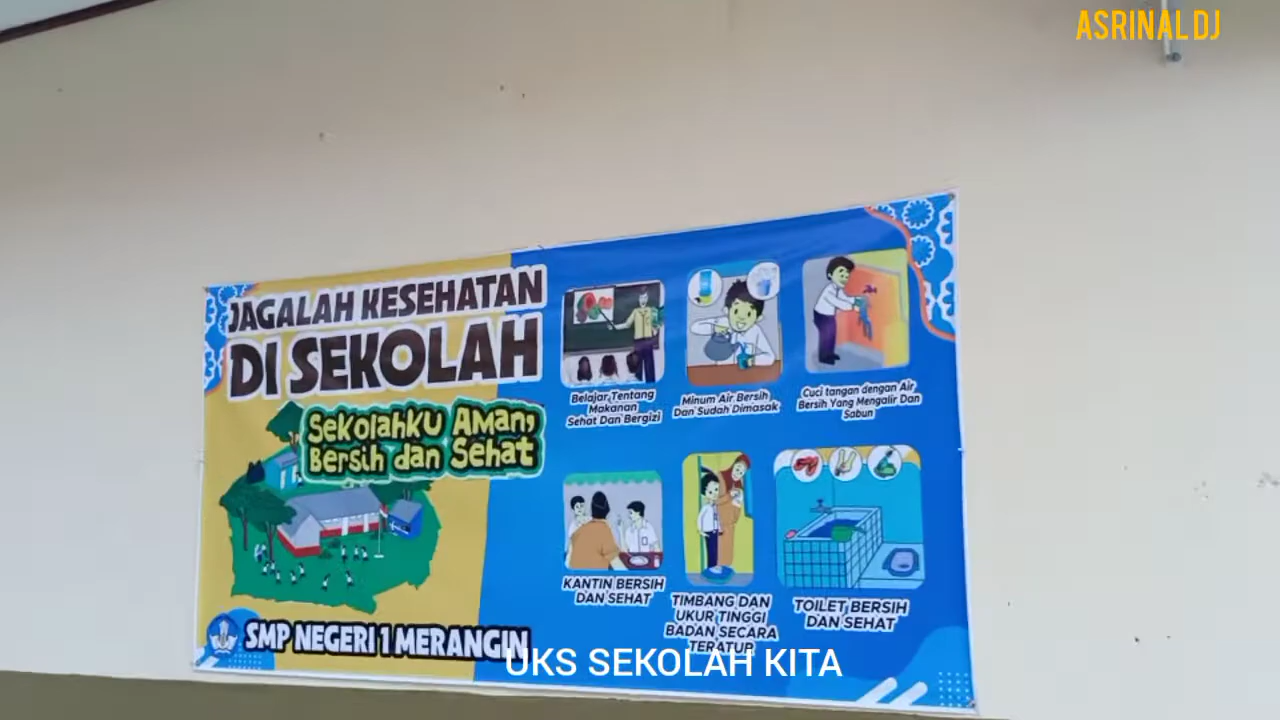 ASRINAL DJ
JAGALAH KESEHATAN
DI SEKOLAH
Sekolahku Aman,
Bersih dan Sehat
SMP NEGERI 1 MERANGIN
Belajar Tentang
Makanan
Sehat Dan Bergizi
Minum Air Bersih
Dan Sudah Dimasak
Cuci tangan dengan Air
Bersih Yang Mengalir Dan
Sabun
KANTIN BERSIH
DAN SEHAT
TIMBANG DAN
UKUR TINGGI
BADAN SECARA
TERATUP
TOILET BERSIH
DAN SEHAT
UKS SEKOLAH KITA